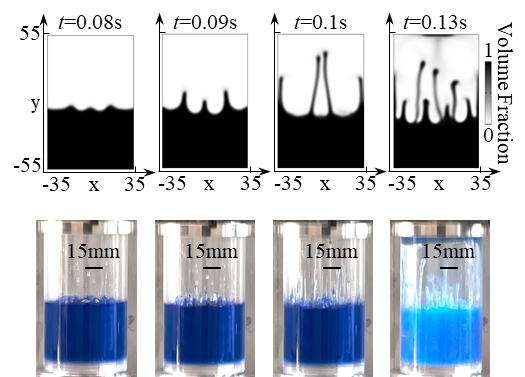 t=0.08s t=0.09s t=0.1s t=0.13s
55
y
-55
-35 x 35 -35 x 35 -35 x 35 -35 x 35
1
0
Volume Fraction
15mm 15mm 15mm 15mm